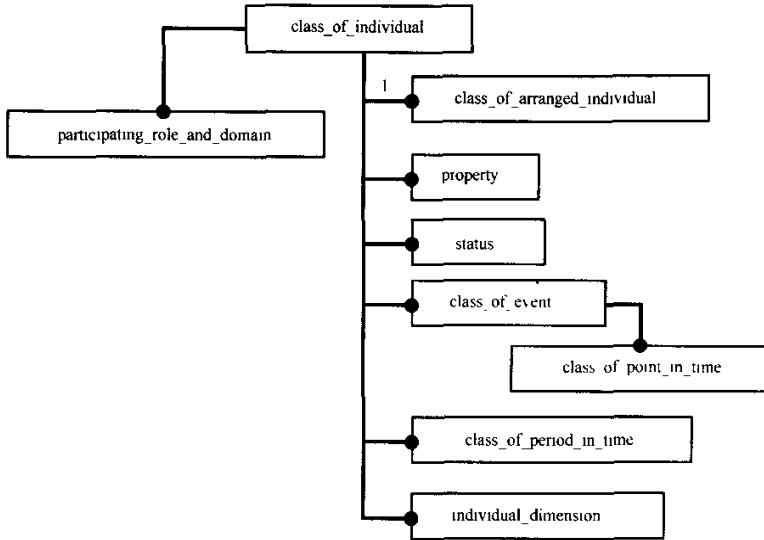 class_of_individual
1
class_of_arranged_individual
participating_role_and_domain
property
status
class_of_event
class_of_point_in_time
class_of_period_in_time
individual_dimension